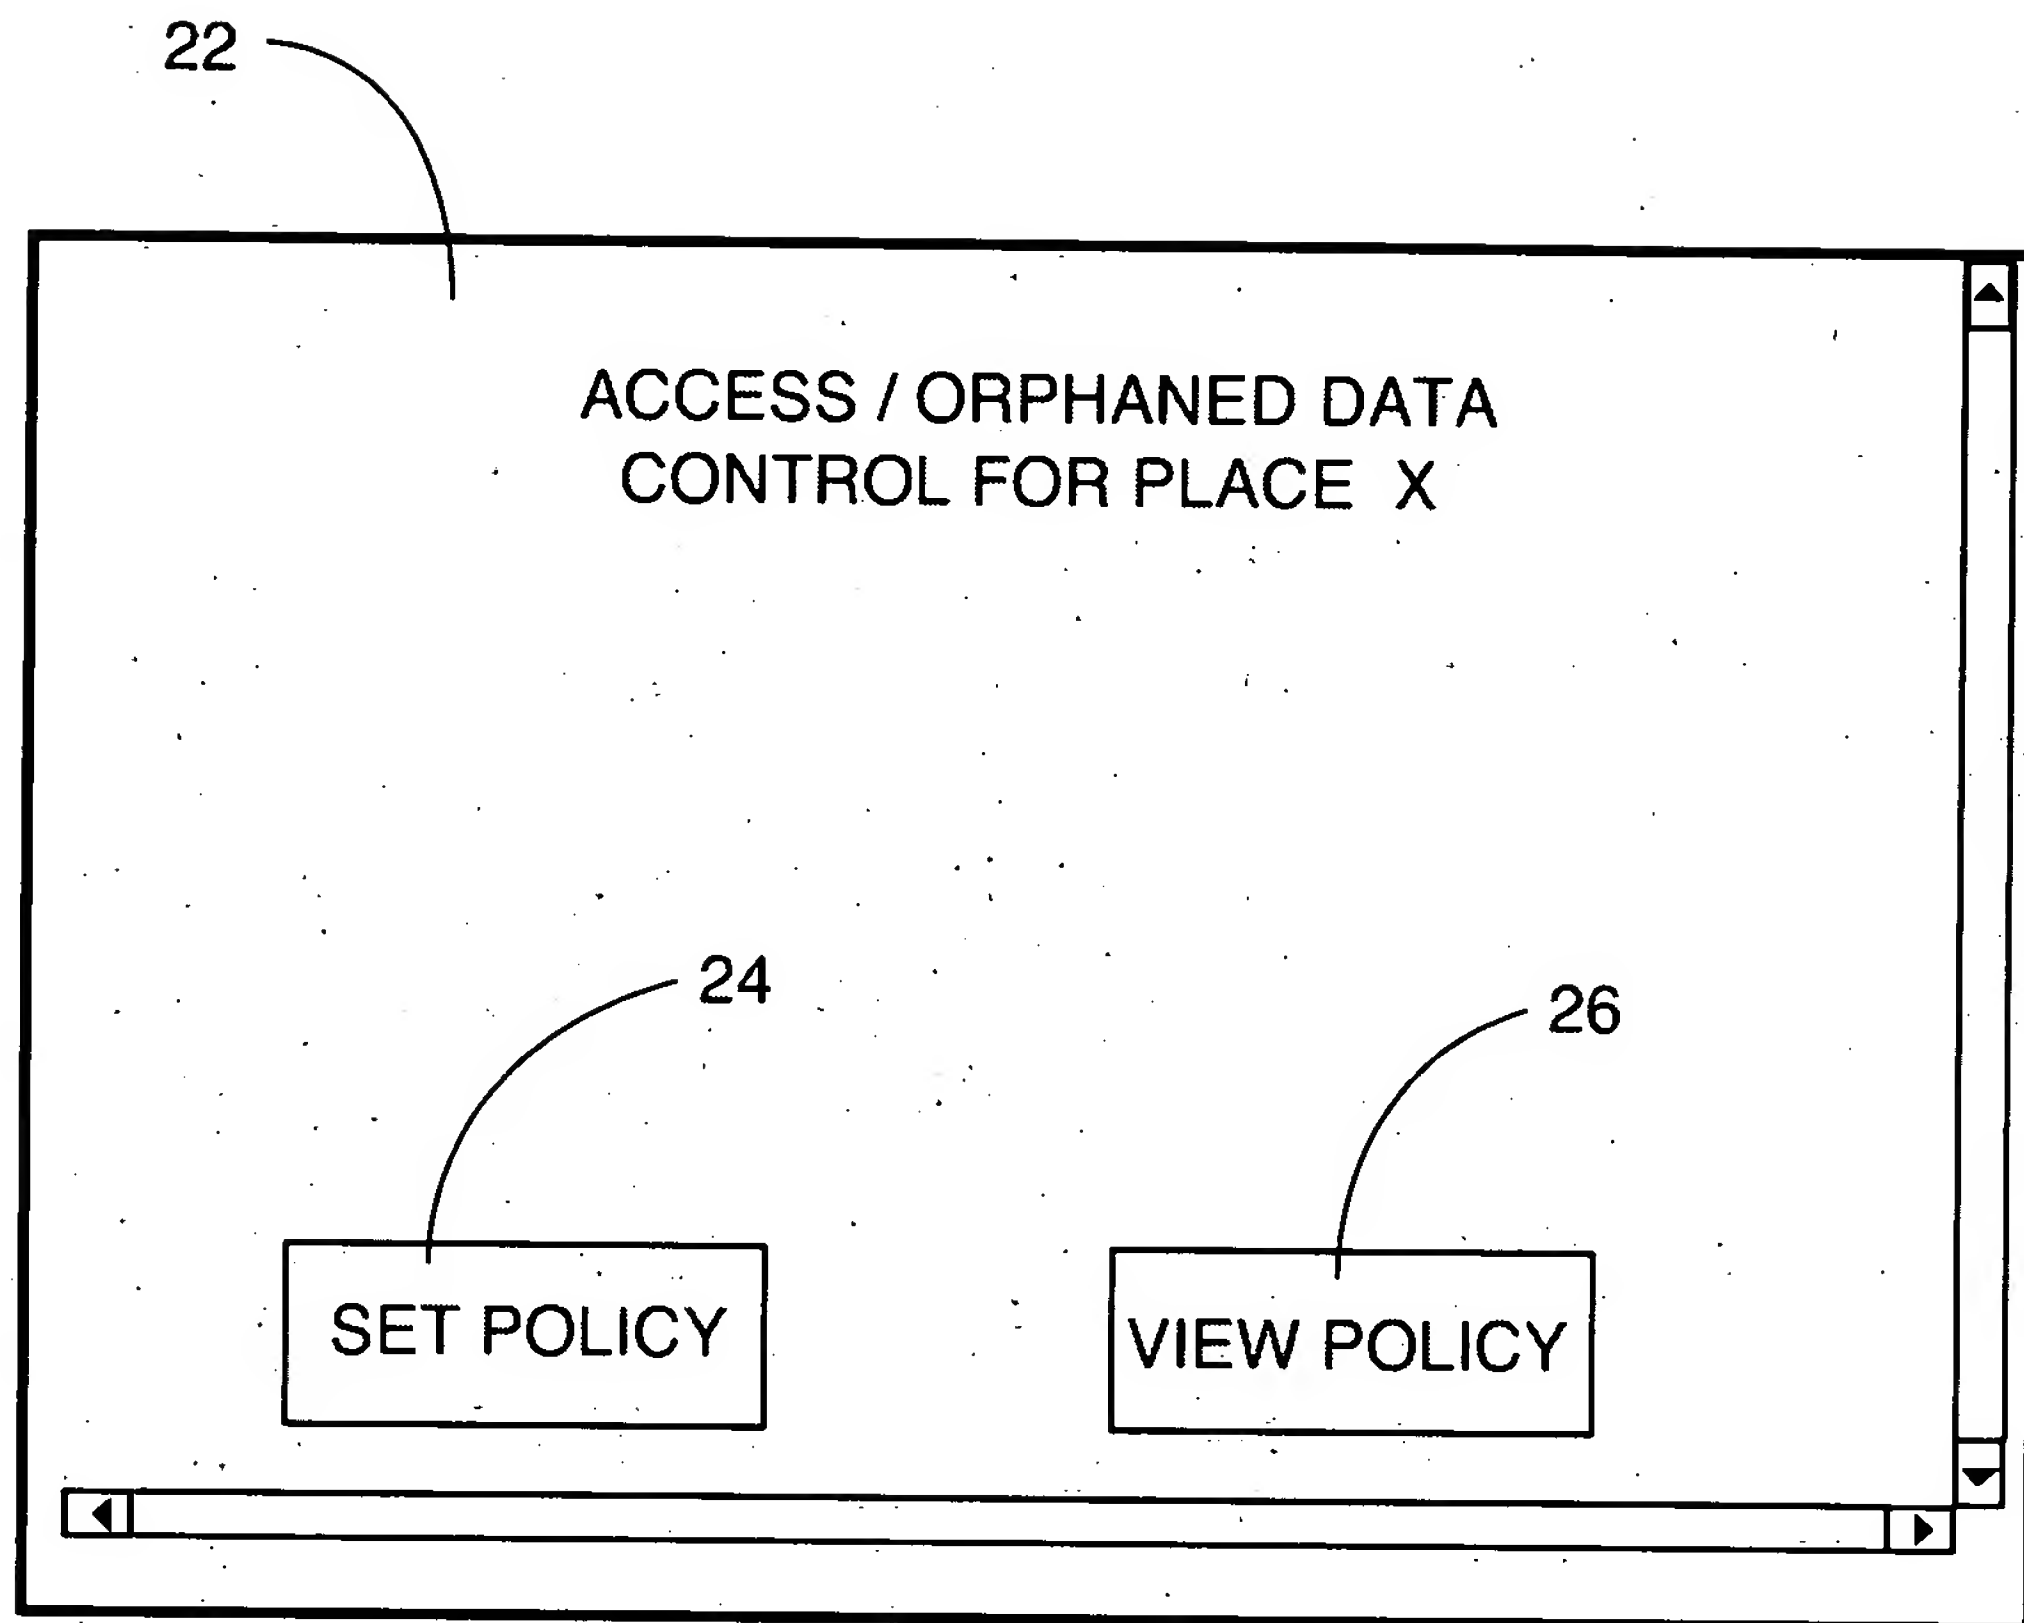 22
ACCESS / ORPHANED DATA
CONTROL FOR PLACE X
24
26
SET POLICY
VIEW POLICY